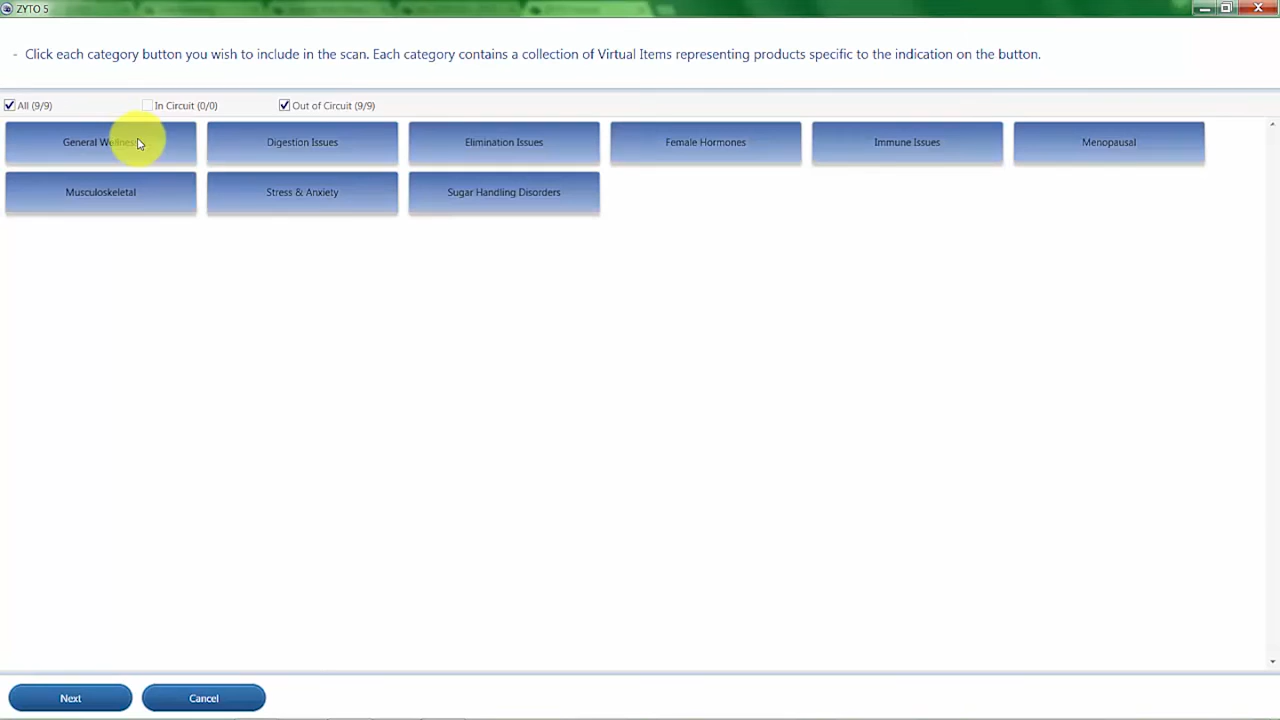 ZYTO 5
- Click each category button you wish to include in the scan. Each category contains a collection of Virtual Items representing products specific to the indication on the button.
All (9/9) In Circuit (0/0) Out of Circuit (9/9)
General Wellness Digestion Issues Elimination Issues Female Hormones Immune Issues Menopausal
Musculoskeletal Stress & Anxiety Sugar Handling Disorders
Next Cancel